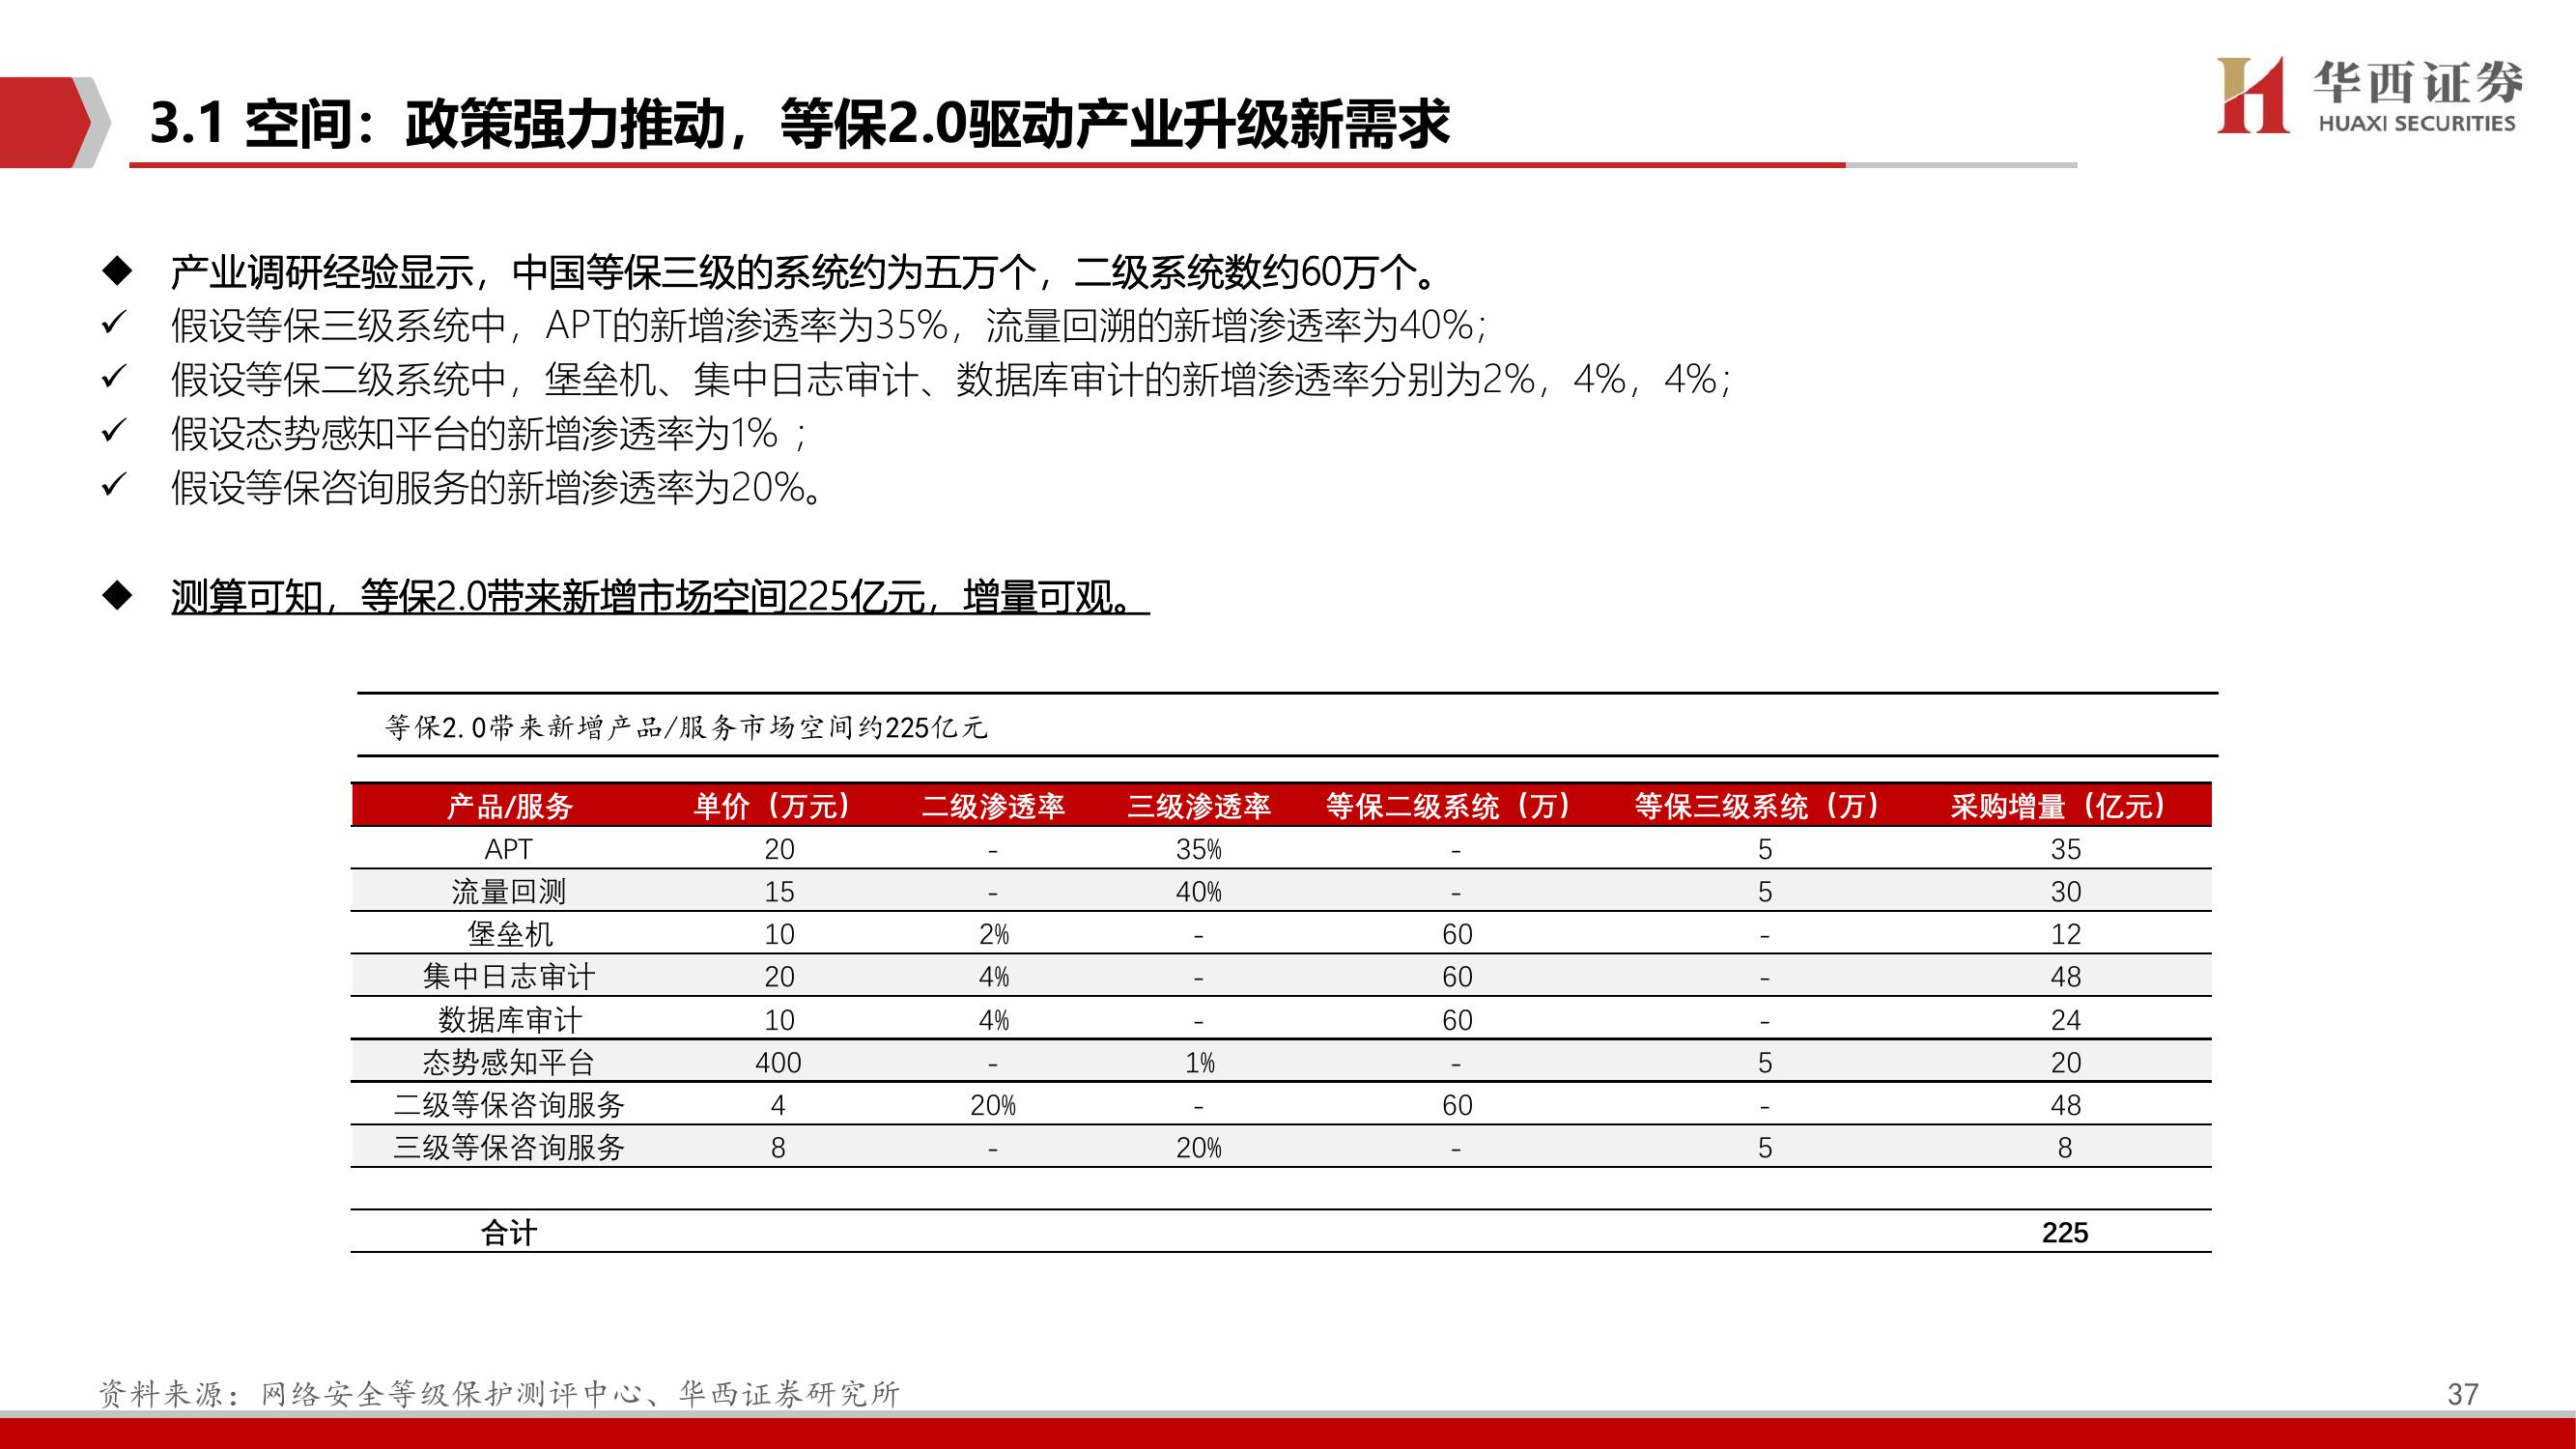 3.1 空间：政策强力推动，等保2.0驱动产业升级新需求
华西证券
HUAXI SECURITIES
◆ 产业调研经验显示，中国等保三级的系统约为五万个，二级系统数约60万个。
✓ 假设等保三级系统中，APT的新增渗透率为35%，流量回溯的新增渗透率为40%；
✓ 假设等保二级系统中，堡垒机、集中日志审计、数据库审计的新增渗透率分别为2%，4%，4%；
✓ 假设态势感知平台的新增渗透率为1% ；
✓ 假设等保咨询服务的新增渗透率为20%。
◆ 测算可知，等保2.0带来新增市场空间225亿元，增量可观。
等保2.0带来新增产品/服务市场空间约225亿元
产品/服务 单价（万元） 二级渗透率 三级渗透率 等保二级系统（万） 等保三级系统（万） 采购增量（亿元）
APT 20 - 35% - 5 35
流量回测 15 - 40% - 5 30
堡垒机 10 2% - 60 - 12
集中日志审计 20 4% - 60 - 48
数据库审计 10 4% - 60 - 24
态势感知平台 400 - 1% - 5 20
二级等保咨询服务 4 20% - 60 - 48
三级等保咨询服务 8 - 20% - 5 8
合计 225
资料来源：网络安全等级保护测评中心、华西证券研究所
37